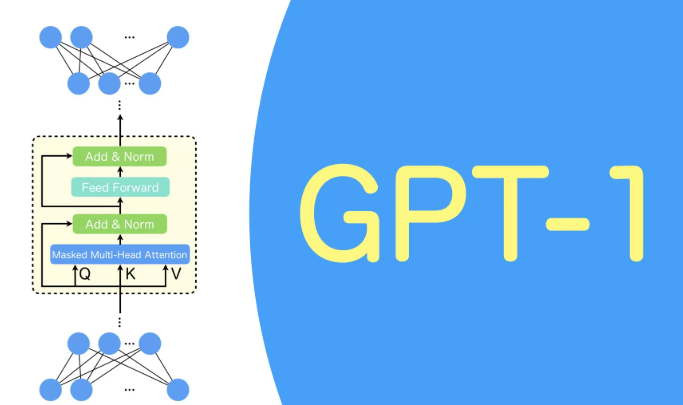 Add & Norm
Feed Forward
Add & Norm
Masked Multi-Head Attention
Q K V
GPT-1